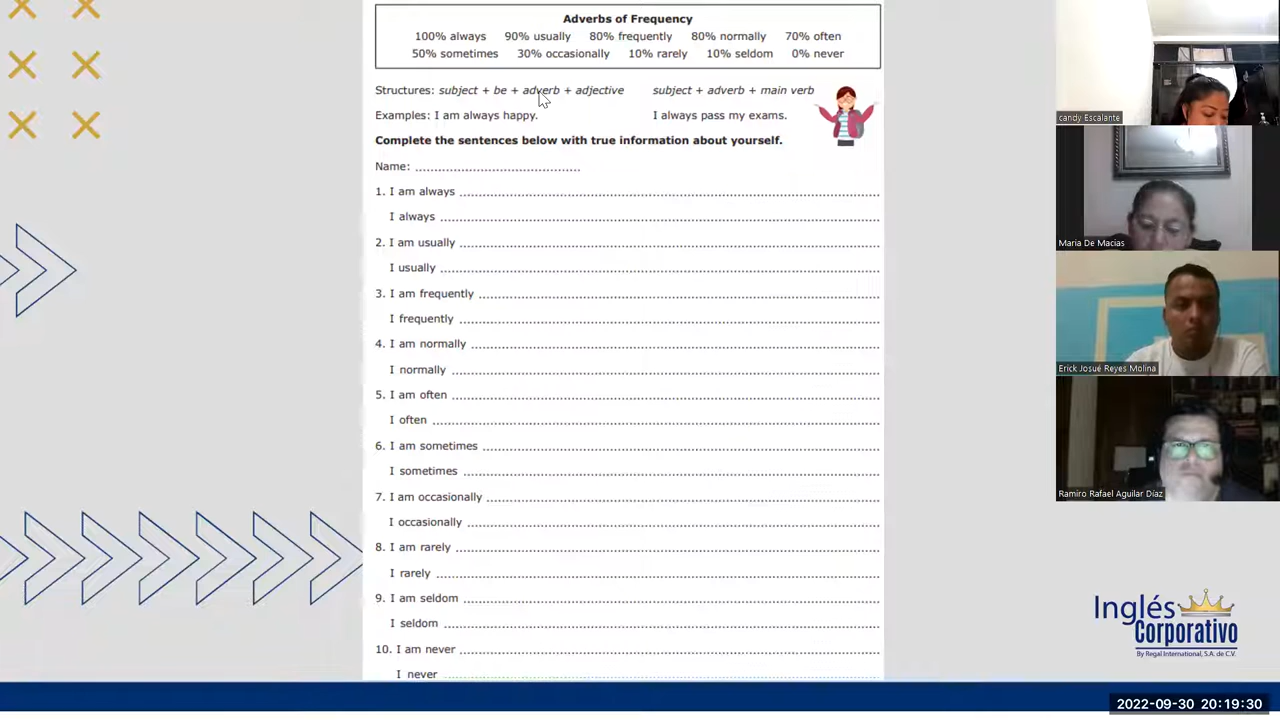 Adverbs of Frequency
100% always 90% usually 80% frequently 80% normally 70% often
50% sometimes 30% occasionally 10% rarely 10% seldom 0% never
Structures: subject + be + adverb + adjective subject + adverb + main verb
Examples: I am always happy. I always pass my exams.
Complete the sentences below with true information about yourself.
Name: ..........................................
1. I am always
I always
2. I am usually
I usually
3. I am frequently
I frequently
4. I am normally
I normally
5. I am often
I often
6. I am sometimes
I sometimes
7. I am occasionally
I occasionally
8. I am rarely
I rarely
9. I am seldom
I seldom
10. I am never
I never
candy Escalante
Maria De Macias
Erick Josué Reyes Molina
Ramiro Rafael Aguilar Díaz
Inglés
Corporativo
By Regal International, S.A. de C.V.
2022-09-30 20:19:30